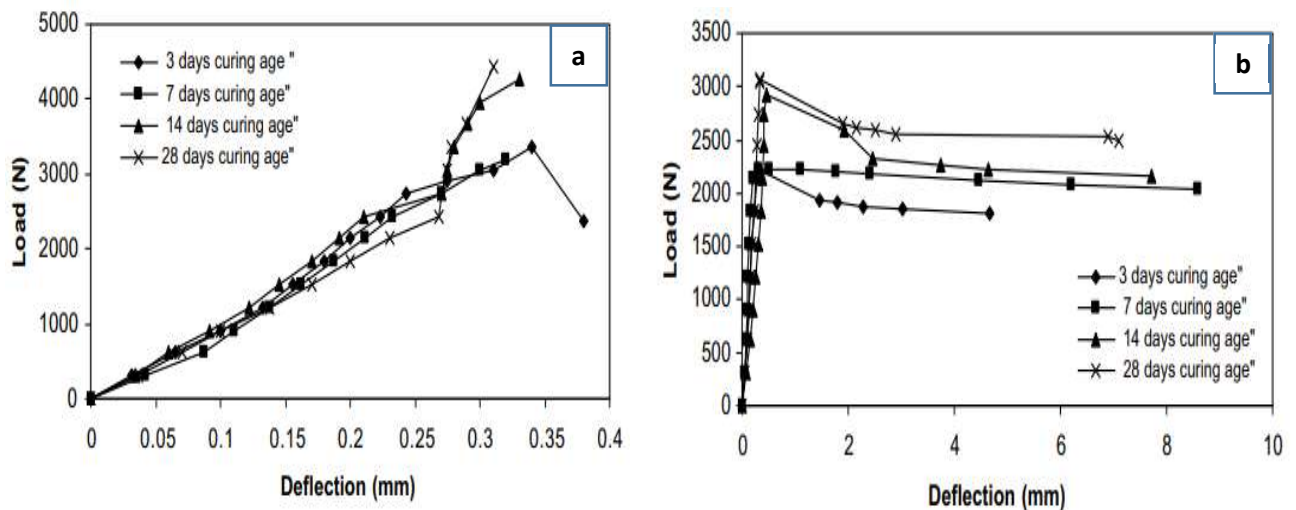 5000
4000
3000
2000
1000
0
Load (N)
3 days curing age "
7 days curing age"
14 days curing age"
28 days curing age"
a
0 0.05 0.1 0.15 0.2 0.25 0.3 0.35 0.4
Deflection (mm)
3500
3000
2500
2000
1500
1000
500
0
Load (N)
b
3 days curing age"
7 days curing age"
14 days curing age"
28 days curing age"
0 2 4 6 8 10
Deflection (mm)